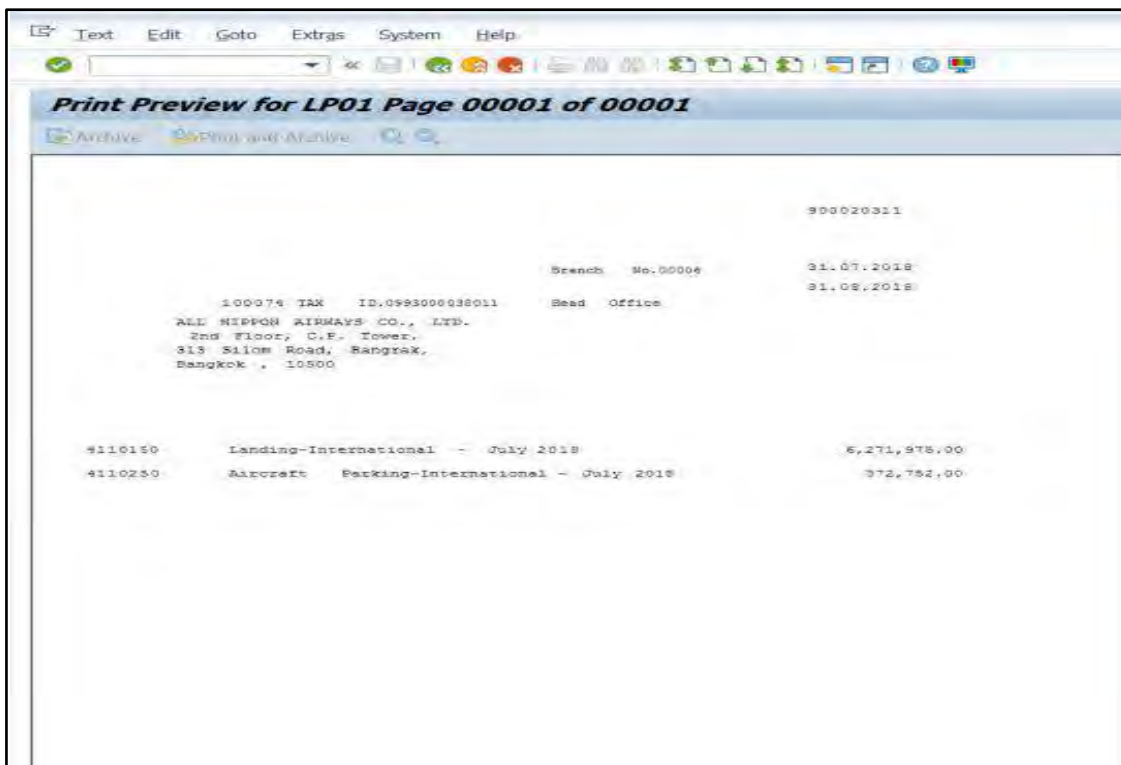 Text Edit Goto Extras System Help
Print Preview for LP01 Page 00001 of 00001
Archive Print and Archive
900020311
Branch No.00006 31.07.2018
31.08.2018
100074 TAX ID.0993000038011 Head Office
ALL NIPPON AIRWAYS CO., LTD.
2nd Floor, C.P. Tower,
313 Silom Road, Bangrak,
Bangkok , 10500
4110150 Landing-International - July 2018 6,271,975.00
4110250 Aircraft Parking-International - July 2018 372,752.00